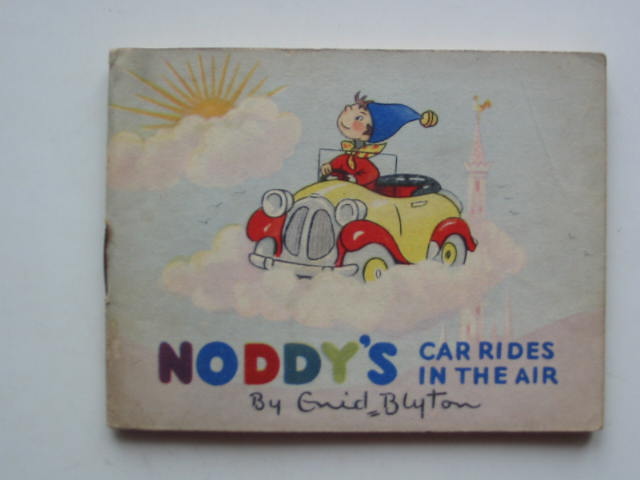 NODDY'S CAR RIDES
IN THE AIR
By Enid Blyton